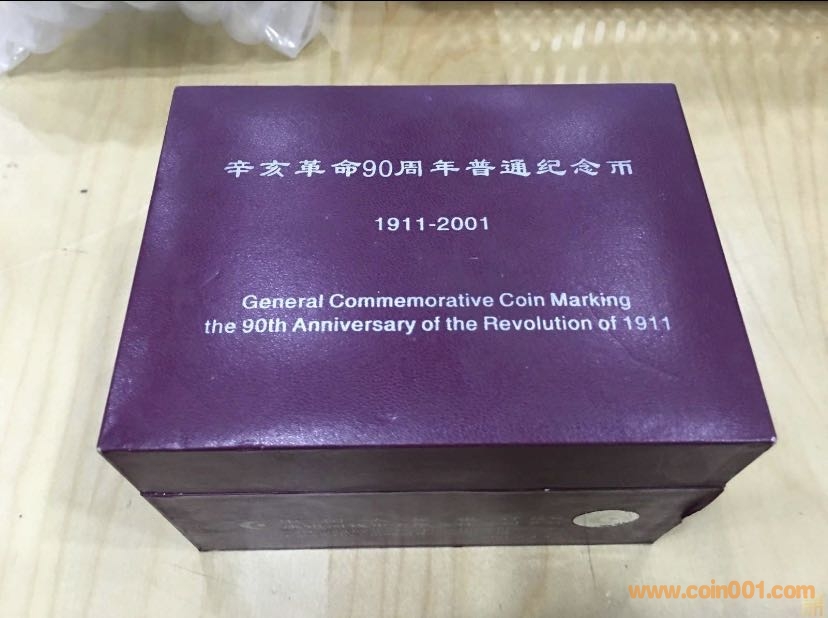 辛亥革命90周年普通纪念币
1911-2001
General Commemorative Coin Marking
the 90th Anniversary of the Revolution of 1911
www.coin001.com